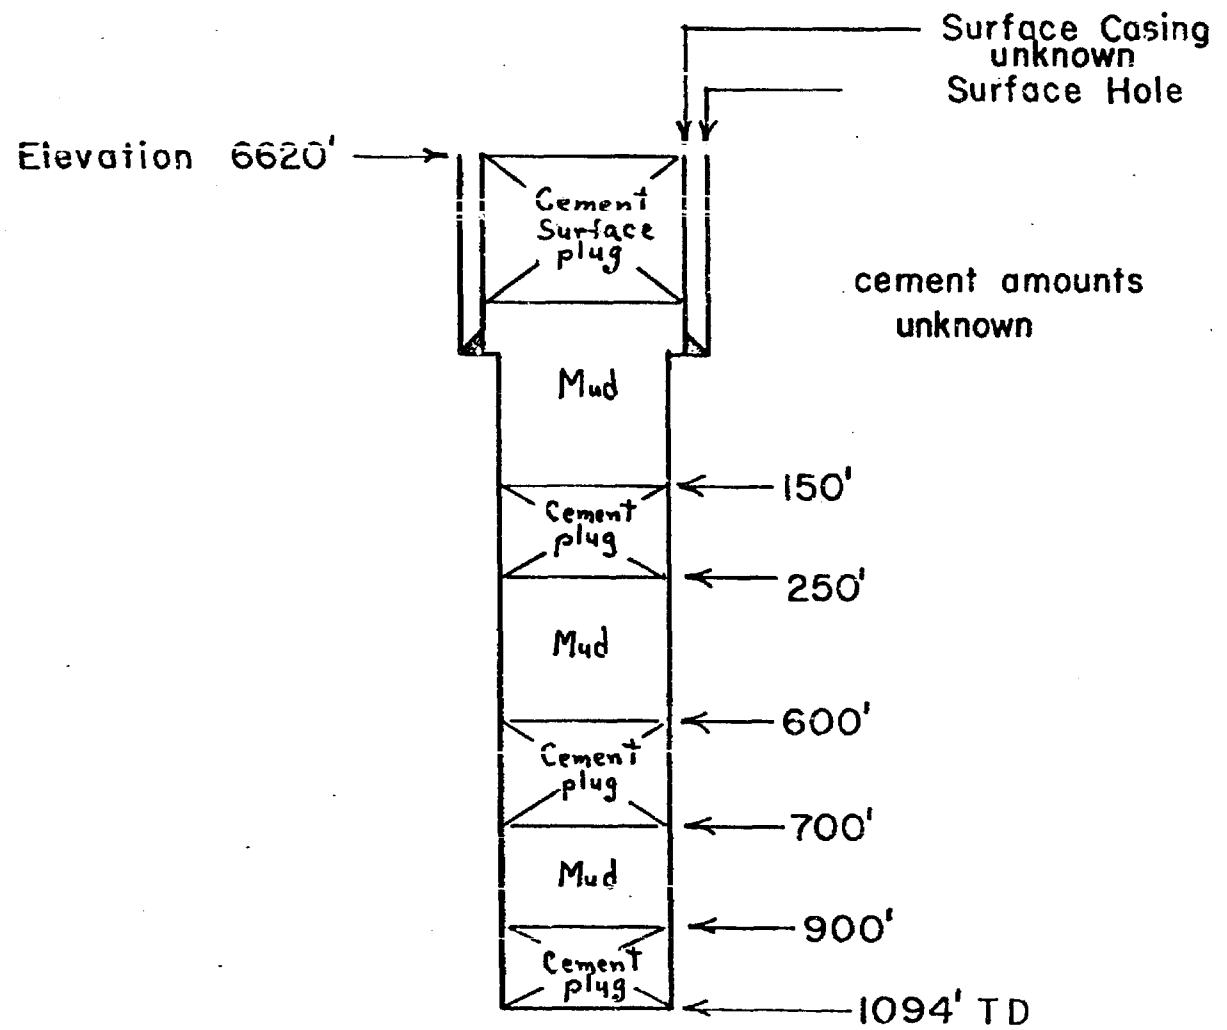 Surface Casing
unknown
Surface Hole
Elevation 6620'
Cement
Surface
plug
cement amounts
unknown
Mud
150'
Cement
plug
250'
Mud
600'
Cement
plug
700'
Mud
900'
Cement
plug
1094' TD